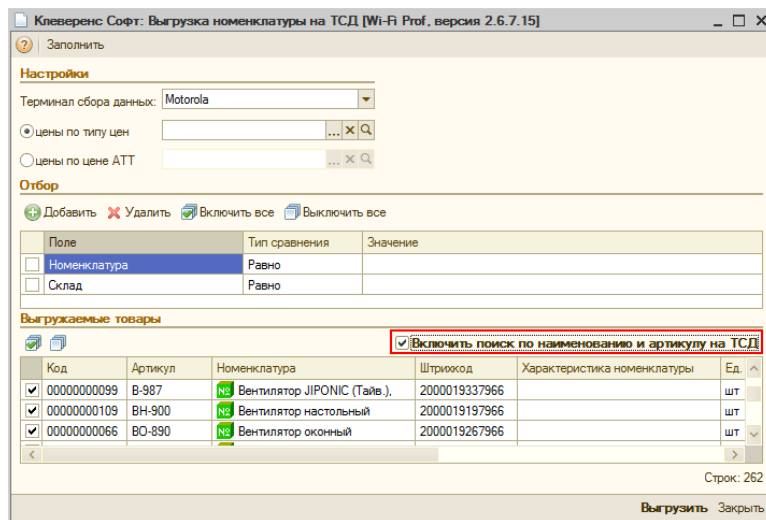 Клеверенс Софт: Выгрузка номенклатуры на ТСД [Wi-Fi Prof, версия 2.6.7.15]
Заполнить
Настройки
Терминал сбора данных: Motorola
цены по типу цен
цены по цене АТТ
Отбор
Добавить Удалить Включить все Выключить все
Поле Тип сравнения Значение
Номенклатура Равно
Склад Равно
Выгружаемые товары
Включить поиск по наименованию и артикулу на ТСД
Код Артикул Номенклатура Штрихкод Характеристика номенклатуры Ед.
00000000099 В-987 № Вентилятор JIPONIC (Тайв.), 2000019337966 шт
00000000109 ВН-900 № Вентилятор настольный 2000019197966 шт
00000000066 ВО-890 № Вентилятор оконный 2000019267966 шт
Строк: 262
Выгрузить Закрыть